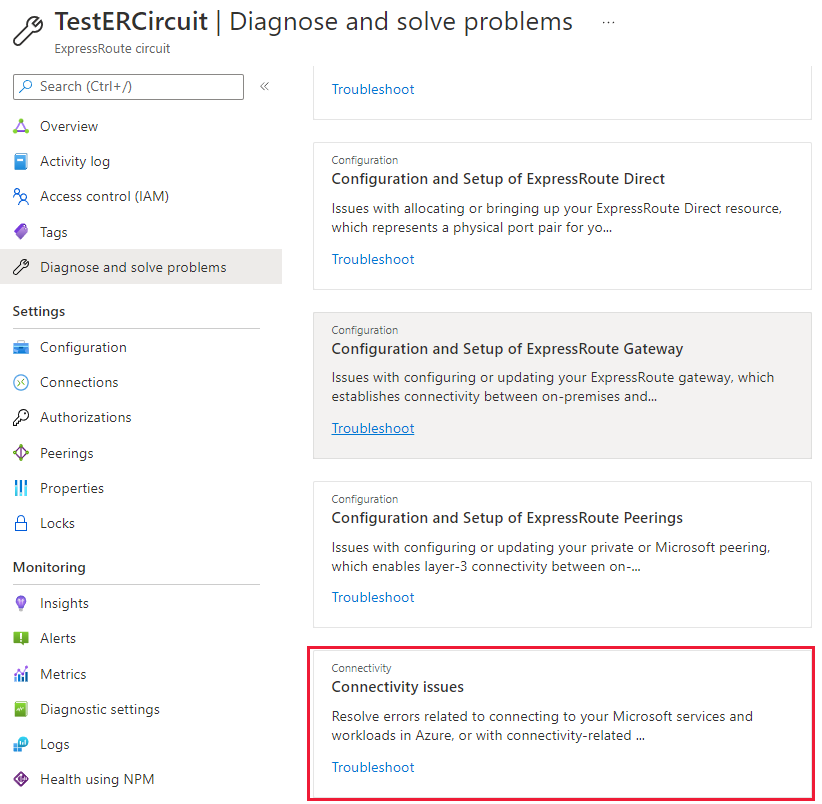 TestERCircuit | Diagnose and solve problems ...
ExpressRoute circuit
Search (Ctrl+/)
«
Overview
Activity log
Access control (IAM)
Tags
Diagnose and solve problems
Settings
Configuration
Connections
Authorizations
Peerings
Properties
Locks
Monitoring
Insights
Alerts
Metrics
Diagnostic settings
Logs
Health using NPM
Troubleshoot
Configuration
Configuration and Setup of ExpressRoute Direct
Issues with allocating or bringing up your ExpressRoute Direct resource,
which represents a physical port pair for yo...
Troubleshoot
Configuration
Configuration and Setup of ExpressRoute Gateway
Issues with configuring or updating your ExpressRoute gateway, which
establishes connectivity between on-premises and...
Troubleshoot
Configuration
Configuration and Setup of ExpressRoute Peerings
Issues with configuring or updating your private or Microsoft peering,
which enables layer-3 connectivity between on-...
Troubleshoot
Connectivity
Connectivity issues
Resolve errors related to connecting to your Microsoft services and
workloads in Azure, or with connectivity-related ...
Troubleshoot